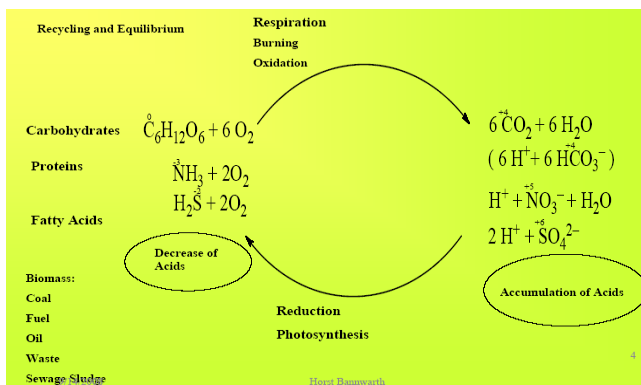 Recycling and Equilibrium
Respiration
Burning
Oxidation
Carbohydrates
Proteins
Fatty Acids
Biomass:
Coal
Fuel
Oil
Waste
Sewage Sludge
0
C₆H₁₂O₆ + 6 O₂
-3
NH₃ + 2O₂
-2
H₂S + 2O₂
Decrease of
Acids
+4
6 CO₂ + 6 H₂O
+4
( 6 H⁺ + 6 HCO₃⁻ )
+5
H⁺ + NO₃⁻ + H₂O
+6
2 H⁺ + SO₄²⁻
Accumulation of Acids
Reduction
Photosynthesis
4
Horst Bannwarth